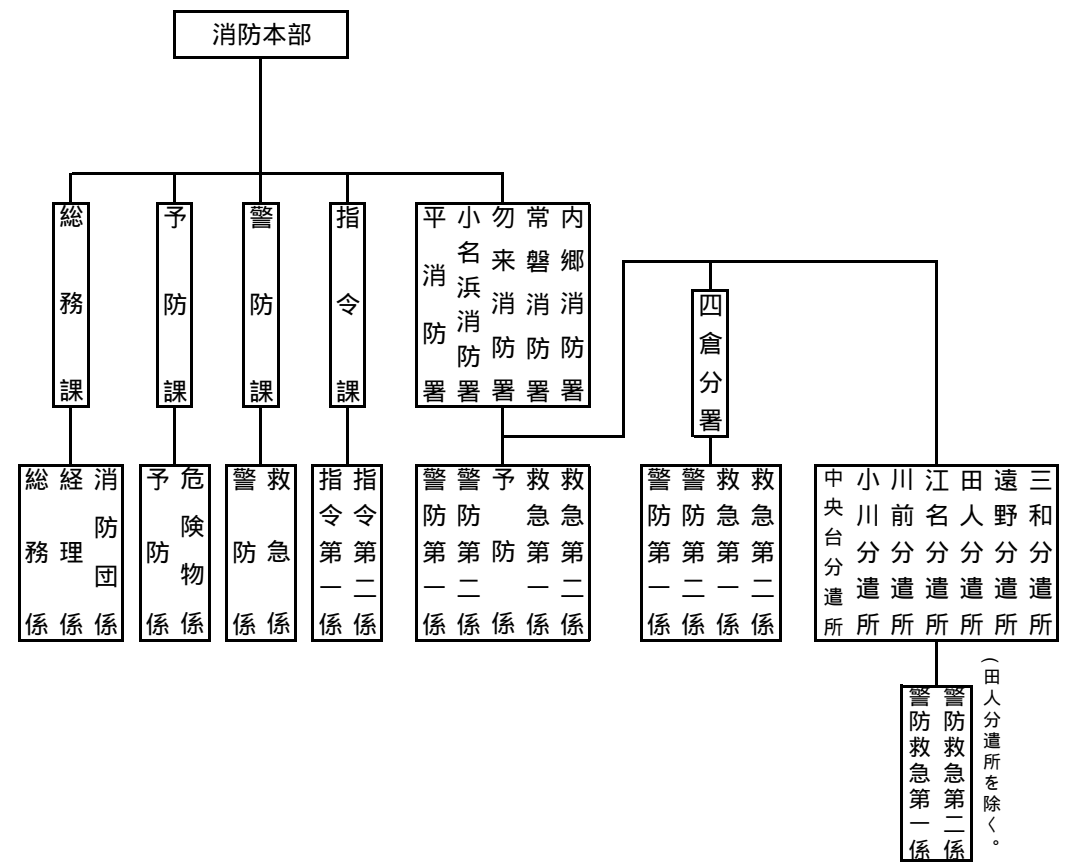 消防本部
総務課
予防課
警防課
指令課
平消防署
小名浜消防署
勿来消防署
常磐消防署
内郷消防署
四倉分署
総務係
経理係
消防団係
予防係
危険物係
警防係
救急係
指令第一係
指令第二係
警防第一係
警防第二係
予防係
救急第一係
救急第二係
警防第一係
警防第二係
救急第一係
救急第二係
中央台分遣所
小川分遣所
川前分遣所
江名分遣所
田人分遣所
遠野分遣所
三和分遣所
警防救急第一係
警防救急第二係
(田人分遣所を除く。